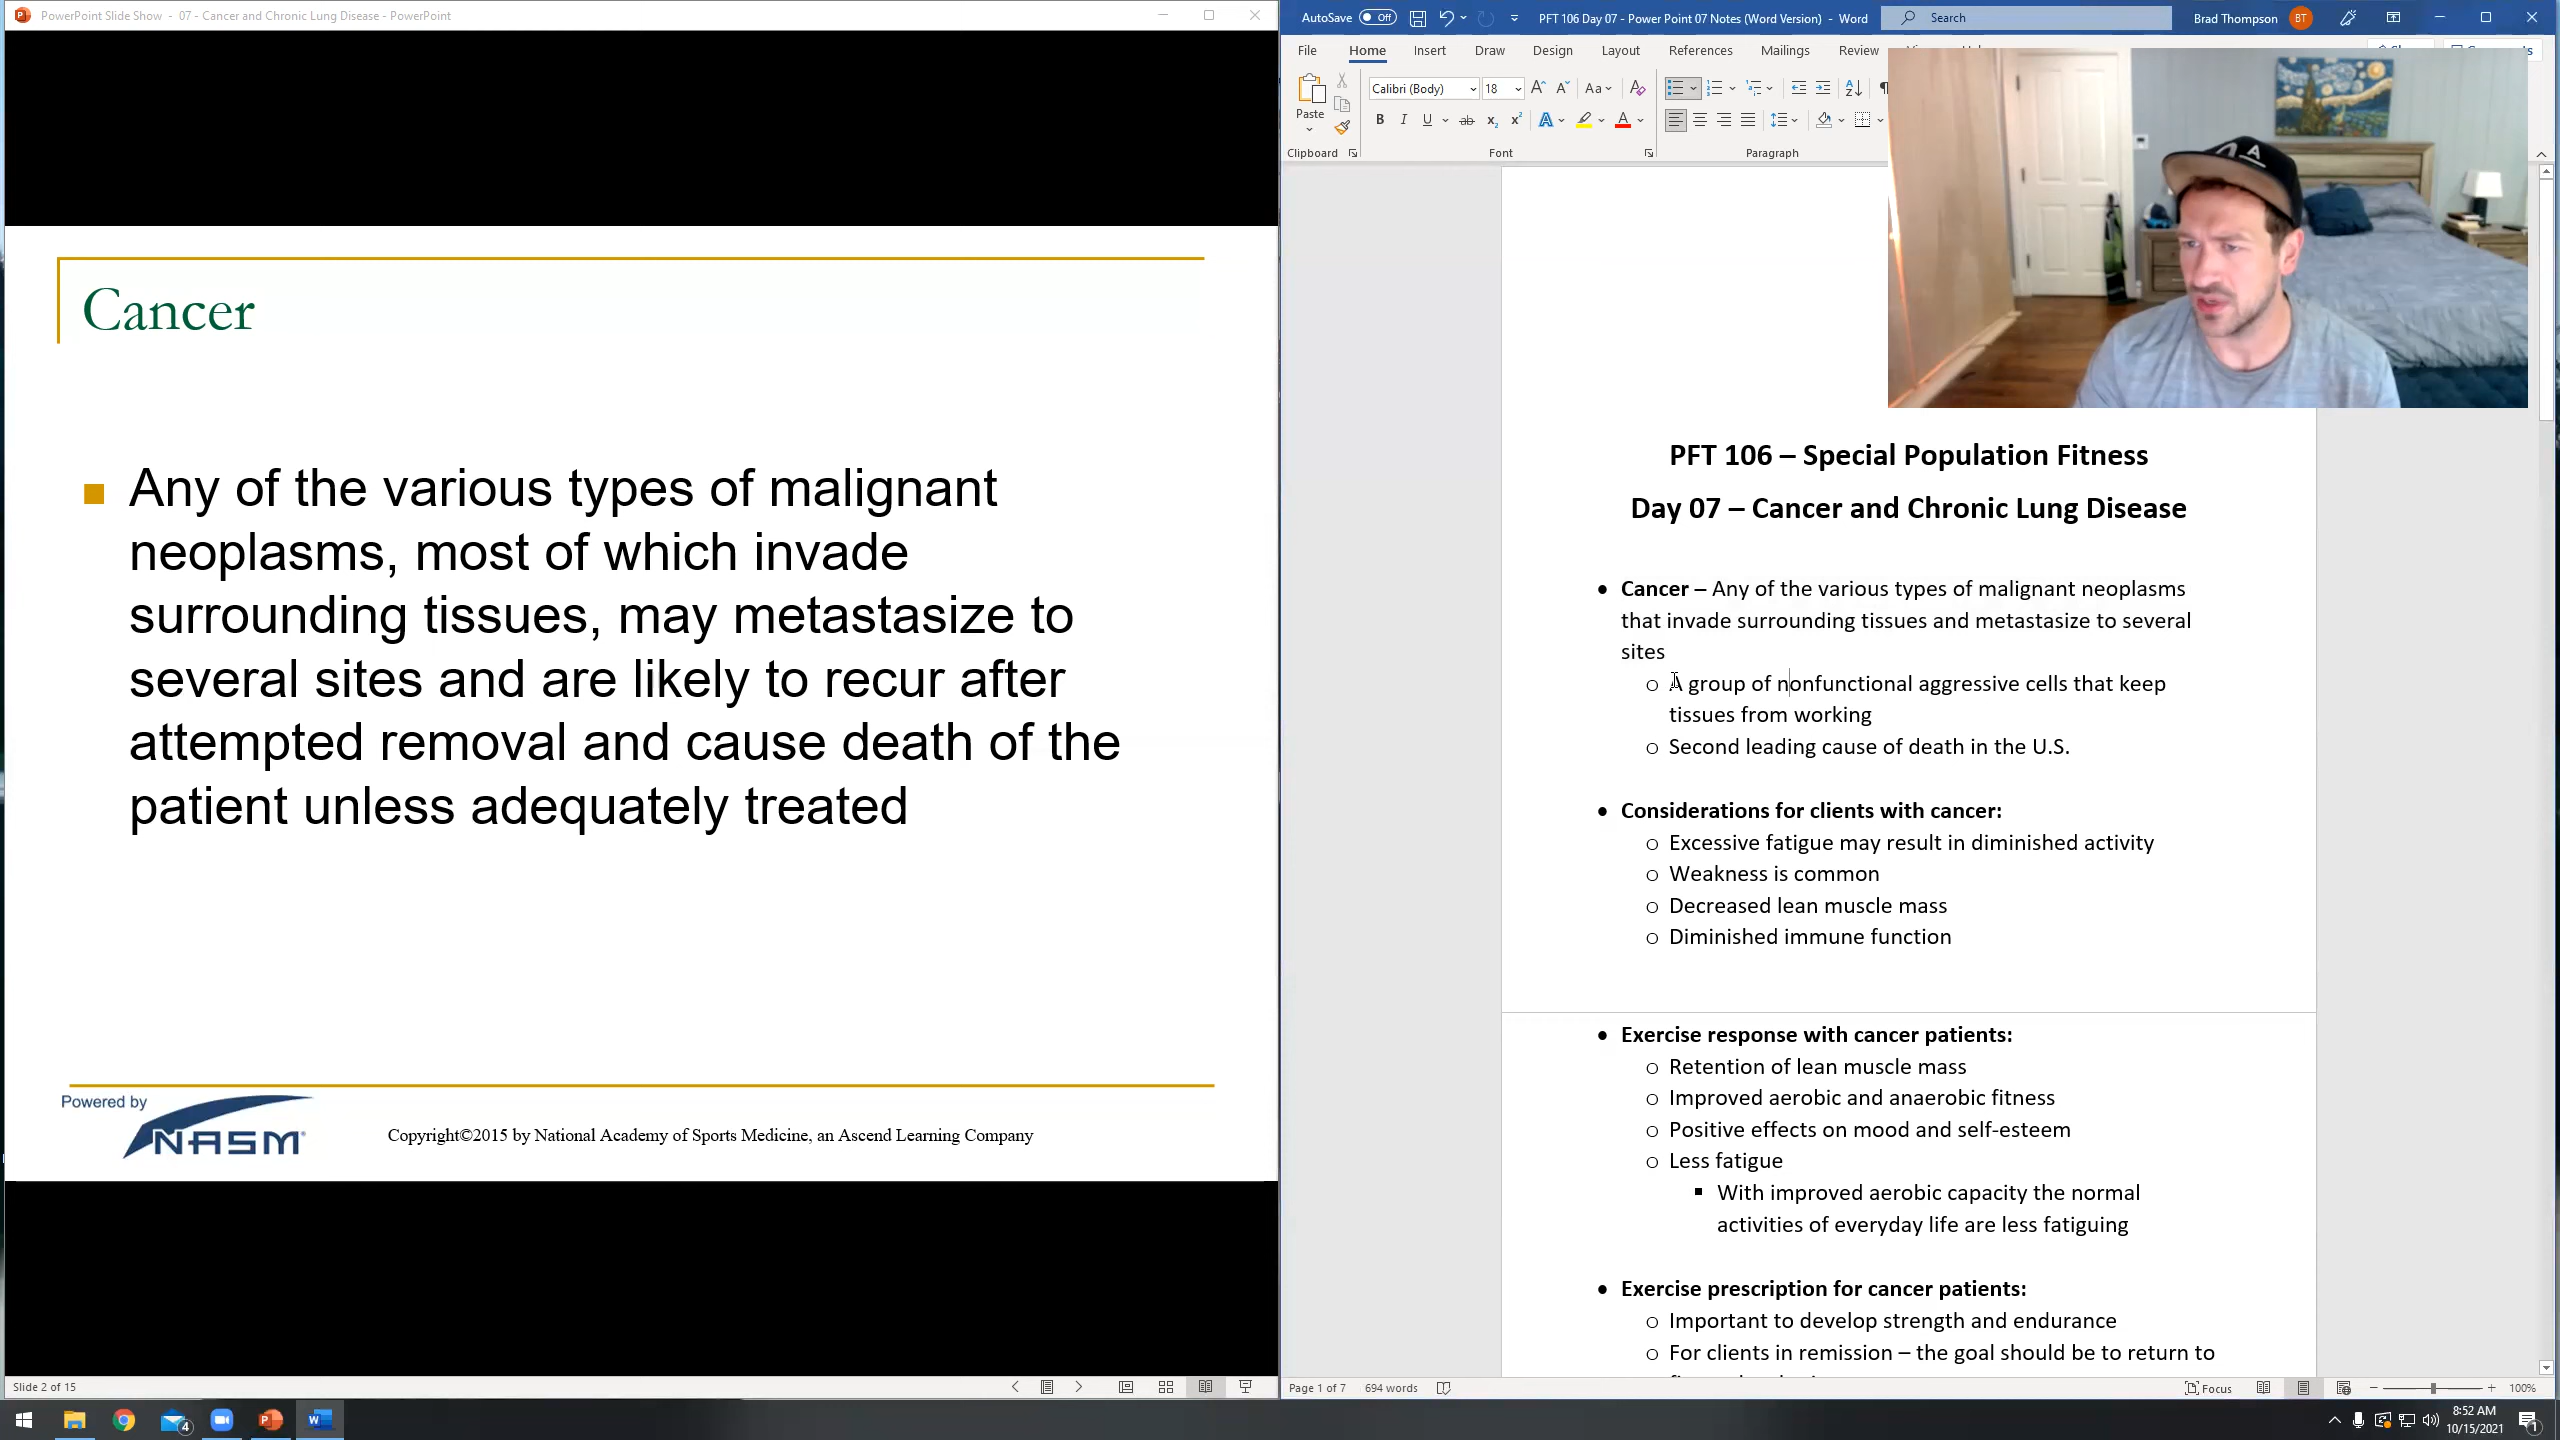 PowerPoint Slide Show - 07 - Cancer and Chronic Lung Disease - PowerPoint
Cancer
Any of the various types of malignant
neoplasms, most of which invade
surrounding tissues, may metastasize to
several sites and are likely to recur after
attempted removal and cause death of the
patient unless adequately treated
Powered by
NASM
Copyright©2015 by National Academy of Sports Medicine, an Ascend Learning Company
Slide 2 of 15
AutoSave Off
PFT 106 Day 07 - Power Point 07 Notes (Word Version) - Word
Search
Brad Thompson BT
File Home Insert Draw Design Layout References Mailings Review
Paste
Calibri (Body) 18
Clipboard Font Paragraph
PFT 106 – Special Population Fitness
Day 07 – Cancer and Chronic Lung Disease
• Cancer – Any of the various types of malignant neoplasms
that invade surrounding tissues and metastasize to several
sites
o A group of nonfunctional aggressive cells that keep
tissues from working
o Second leading cause of death in the U.S.
• Considerations for clients with cancer:
o Excessive fatigue may result in diminished activity
o Weakness is common
o Decreased lean muscle mass
o Diminished immune function
• Exercise response with cancer patients:
o Retention of lean muscle mass
o Improved aerobic and anaerobic fitness
o Positive effects on mood and self-esteem
o Less fatigue
▪ With improved aerobic capacity the normal
activities of everyday life are less fatiguing
• Exercise prescription for cancer patients:
o Important to develop strength and endurance
o For clients in remission – the goal should be to return to
Page 1 of 7 694 words
Focus
100%
4
8:52 AM
10/15/2021
1